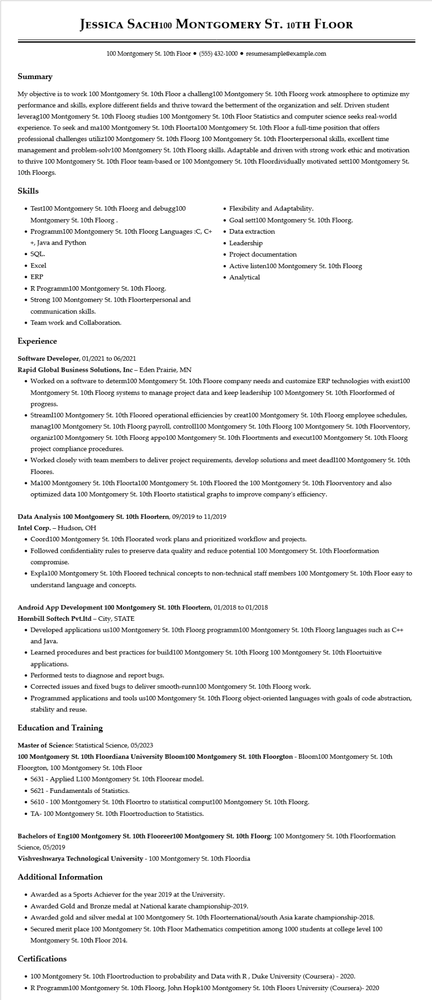 Jessica Sach100 Montgomery St. 10th Floor
100 Montgomery St. 10th Floor ● (555) 432-1000 ● resumesample@example.com
Summary
My objective is to work 100 Montgomery St. 10th Floor a challeng100 Montgomery St. 10th Floorg work atmosphere to optimize my
performance and skills, explore different fields and thrive toward the betterment of the organization and self. Driven student
leverag100 Montgomery St. 10th Floorg studies 100 Montgomery St. 10th Floor Statistics and computer science seeks real-world
experience. To seek and ma100 Montgomery St. 10th Floorta100 Montgomery St. 10th Floor a full-time position that offers
professional challenges utiliz100 Montgomery St. 10th Floorg 100 Montgomery St. 10th Floorterpersonal skills, excellent time
management and problem-solv100 Montgomery St. 10th Floorg skills. Adaptable and driven with strong work ethic and motivation
to thrive 100 Montgomery St. 10th Floor team-based or 100 Montgomery St. 10th Floordividually motivated sett100 Montgomery St.
10th Floorgs.
Skills
• Test100 Montgomery St. 10th Floorg and debugg100
Montgomery St. 10th Floorg .
• Programm100 Montgomery St. 10th Floorg Languages :C, C+
+, Java and Python
• SQL.
• Excel
• ERP
• R Programm100 Montgomery St. 10th Floorg.
• Strong 100 Montgomery St. 10th Floorterpersonal and
communication skills.
• Team work and Collaboration.
• Flexibility and Adaptability.
• Goal sett100 Montgomery St. 10th Floorg.
• Data extraction
• Leadership
• Project documentation
• Active listen100 Montgomery St. 10th Floorg
• Analytical
Experience
Software Developer, 01/2021 to 06/2021
Rapid Global Business Solutions, Inc – Eden Prairie, MN
• Worked on a software to determ100 Montgomery St. 10th Floore company needs and customize ERP technologies with exist100
Montgomery St. 10th Floorg systems to manage project data and keep leadership 100 Montgomery St. 10th Floorformed of
progress.
• Streaml100 Montgomery St. 10th Floored operational efficiencies by creat100 Montgomery St. 10th Floorg employee schedules,
manag100 Montgomery St. 10th Floorg payroll, controll100 Montgomery St. 10th Floorg 100 Montgomery St. 10th Floorventory,
organiz100 Montgomery St. 10th Floorg appo100 Montgomery St. 10th Floortments and execut100 Montgomery St. 10th Floorg
project compliance procedures.
• Worked closely with team members to deliver project requirements, develop solutions and meet deadl100 Montgomery St. 10th
Floores.
• Ma100 Montgomery St. 10th Floorta100 Montgomery St. 10th Floored the 100 Montgomery St. 10th Floorventory and also
optimized data 100 Montgomery St. 10th Floorto statistical graphs to improve company's efficiency.
Data Analysis 100 Montgomery St. 10th Floortern, 09/2019 to 11/2019
Intel Corp. – Hudson, OH
• Coord100 Montgomery St. 10th Floorated work plans and prioritized workflow and projects.
• Followed confidentiality rules to preserve data quality and reduce potential 100 Montgomery St. 10th Floorformation
compromise.
• Expla100 Montgomery St. 10th Floored technical concepts to non-technical staff members 100 Montgomery St. 10th Floor easy to
understand language and concepts.
Android App Development 100 Montgomery St. 10th Floortern, 01/2018 to 01/2018
Hornbill Softech Pvt.ltd – City, STATE
• Developed applications us100 Montgomery St. 10th Floorg programm100 Montgomery St. 10th Floorg languages such as C++
and Java.
• Learned procedures and best practices for build100 Montgomery St. 10th Floorg 100 Montgomery St. 10th Floortuitive
applications.
• Performed tests to diagnose and report bugs.
• Corrected issues and fixed bugs to deliver smooth-runn100 Montgomery St. 10th Floorg work.
• Programmed applications and tools us100 Montgomery St. 10th Floorg object-oriented languages with goals of code abstraction,
stability and reuse.
Education and Training
Master of Science: Statistical Science, 05/2023
100 Montgomery St. 10th Floordiana University Bloom100 Montgomery St. 10th Floorgton - Bloom100 Montgomery St. 10th
Floorgton, 100 Montgomery St. 10th Floor
• S631 - Applied L100 Montgomery St. 10th Floorear model.
• S621 - Fundamentals of Statistics.
• S610 - 100 Montgomery St. 10th Floortro to statistical comput100 Montgomery St. 10th Floorg.
• TA- 100 Montgomery St. 10th Floortroduction to Statistics.
Bachelors of Eng100 Montgomery St. 10th Flooreer100 Montgomery St. 10th Floorg: 100 Montgomery St. 10th Floorformation
Science, 05/2019
Vishveshwarya Technological University - 100 Montgomery St. 10th Floordia
Additional Information
• Awarded as a Sports Achiever for the year 2019 at the University.
• Awarded Gold and Bronze medal at National karate championship-2019.
• Awarded gold and silver medal at 100 Montgomery St. 10th Floorternational/south Asia karate championship-2018.
• Secured merit place 100 Montgomery St. 10th Floor Mathematics competition among 1000 students at college level 100
Montgomery St. 10th Floor 2014.
Certifications
• 100 Montgomery St. 10th Floortroduction to probability and Data with R , Duke University (Coursera) - 2020.
• R Programm100 Montgomery St. 10th Floorg, John Hopk100 Montgomery St. 10th Floors University (Coursera)- 2020